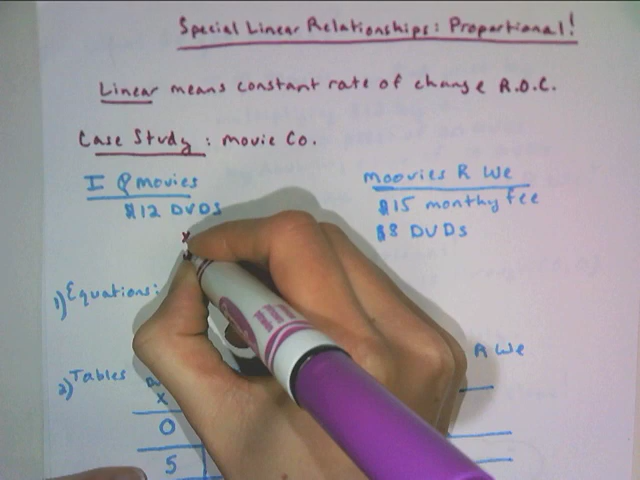 Special Linear Relationships: Proportional!
Linear means constant rate of change R.O.C.
Case Study: movie Co.
I Q movies
$12 DVDs
moovies R We
$15 monthy fee
$8 DVDs
x
1) Equations:
R We
2) Tables
x
0
5